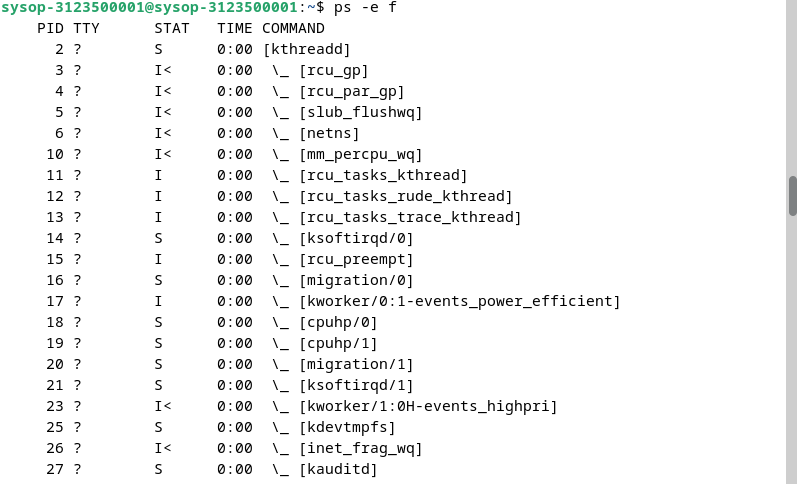 sysop-3123500001@sysop-3123500001:~$ ps -e f
    PID TTY      STAT   TIME COMMAND
      2 ?        S      0:00 [kthreadd]
      3 ?        I<     0:00  \_ [rcu_gp]
      4 ?        I<     0:00  \_ [rcu_par_gp]
      5 ?        I<     0:00  \_ [slub_flushwq]
      6 ?        I<     0:00  \_ [netns]
     10 ?        I<     0:00  \_ [mm_percpu_wq]
     11 ?        I      0:00  \_ [rcu_tasks_kthread]
     12 ?        I      0:00  \_ [rcu_tasks_rude_kthread]
     13 ?        I      0:00  \_ [rcu_tasks_trace_kthread]
     14 ?        S      0:00  \_ [ksoftirqd/0]
     15 ?        I      0:00  \_ [rcu_preempt]
     16 ?        S      0:00  \_ [migration/0]
     17 ?        I      0:00  \_ [kworker/0:1-events_power_efficient]
     18 ?        S      0:00  \_ [cpuhp/0]
     19 ?        S      0:00  \_ [cpuhp/1]
     20 ?        S      0:00  \_ [migration/1]
     21 ?        S      0:00  \_ [ksoftirqd/1]
     23 ?        I<     0:00  \_ [kworker/1:0H-events_highpri]
     25 ?        S      0:00  \_ [kdevtmpfs]
     26 ?        I<     0:00  \_ [inet_frag_wq]
     27 ?        S      0:00  \_ [kauditd]